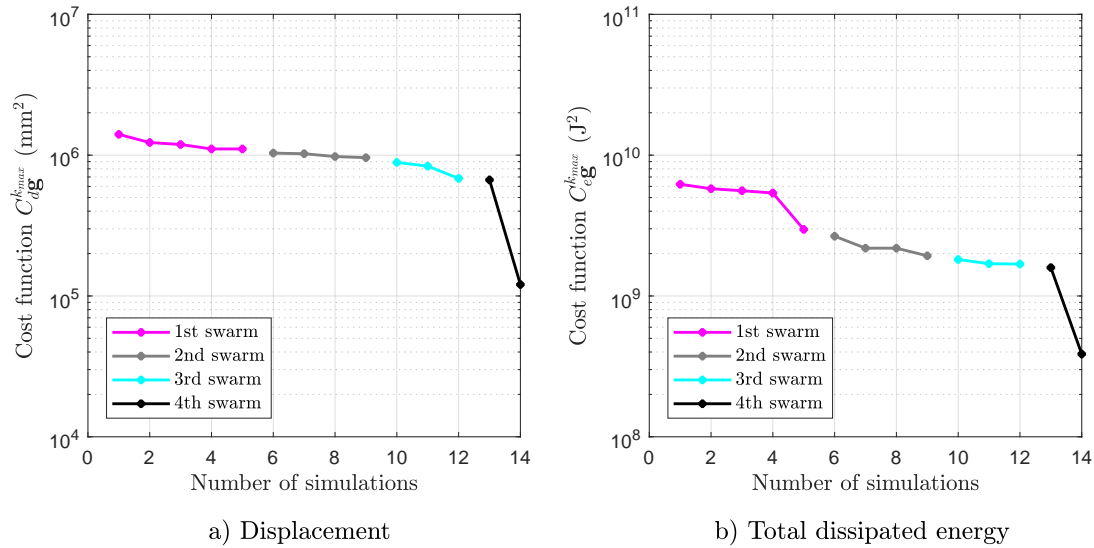 10^7
10^6
10^5
10^4
Cost function C_{d𝐠}^{k_{max}} (mm^2)
1st swarm
2nd swarm
3rd swarm
4th swarm
0 2 4 6 8 10 12 14
Number of simulations
a) Displacement
10^11
10^10
10^9
10^8
Cost function C_{e𝐠}^{k_{max}} (J^2)
1st swarm
2nd swarm
3rd swarm
4th swarm
0 2 4 6 8 10 12 14
Number of simulations
b) Total dissipated energy